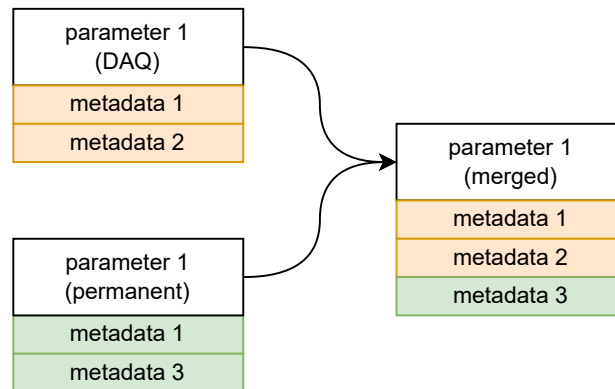 parameter 1
(DAQ)
metadata 1
metadata 2
parameter 1
(permanent)
metadata 1
metadata 3
parameter 1
(merged)
metadata 1
metadata 2
metadata 3